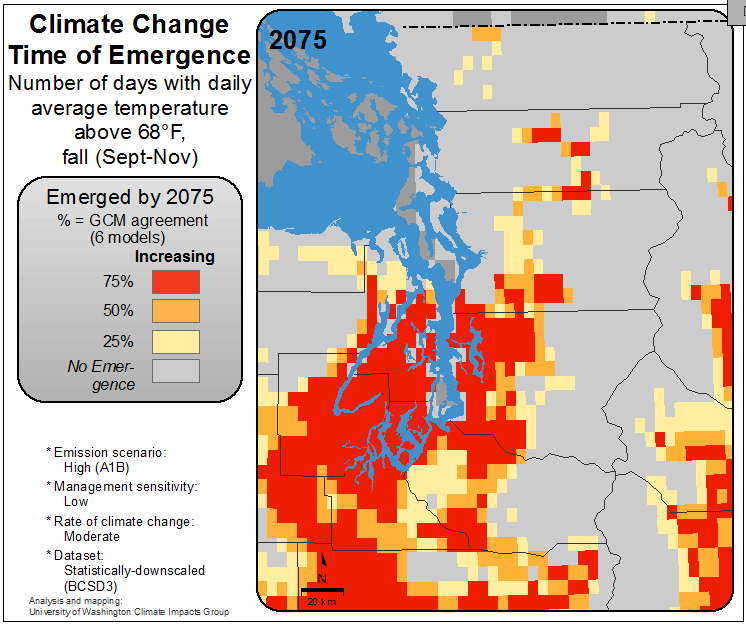 Climate Change
Time of Emergence
Number of days with daily
average temperature
above 68°F,
fall (Sept-Nov)
Emerged by 2075
% = GCM agreement
(6 models)
Increasing
75%
50%
25%
No Emer-
gence
* Emission scenario:
High (A1B)
* Management sensitivity:
Low
* Rate of climate change:
Moderate
* Dataset:
Statistically-downscaled
(BCSD3)
Analysis and mapping:
University of Washington Climate Impacts Group
2075
N
20 km